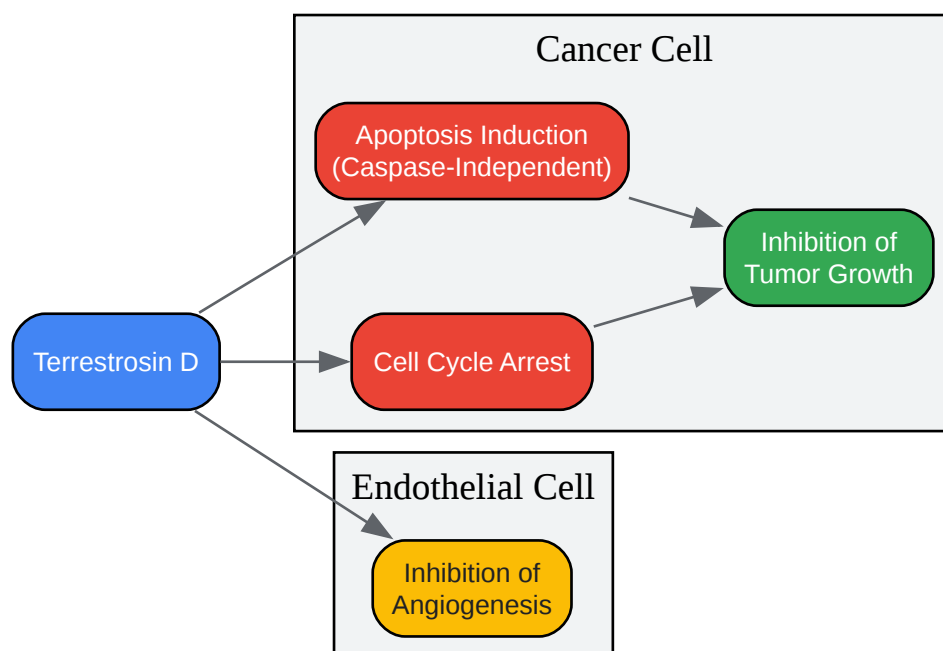 Cancer Cell
Apoptosis Induction
(Caspase-Independent)
Inhibition of
Tumor Growth
Terrestrosin D
Cell Cycle Arrest
Endothelial Cell
Inhibition of
Angiogenesis